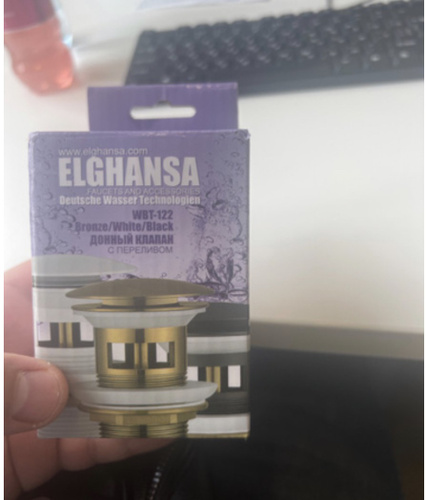 www.elghansa.com
ELGHANSA
FAUCETS AND ACCESSORIES
Deutsche Wasser Technologien
WBT-122
Bronze/White/Black
ДОННЫЙ КЛАПАН
С ПЕРЕЛИВОМ